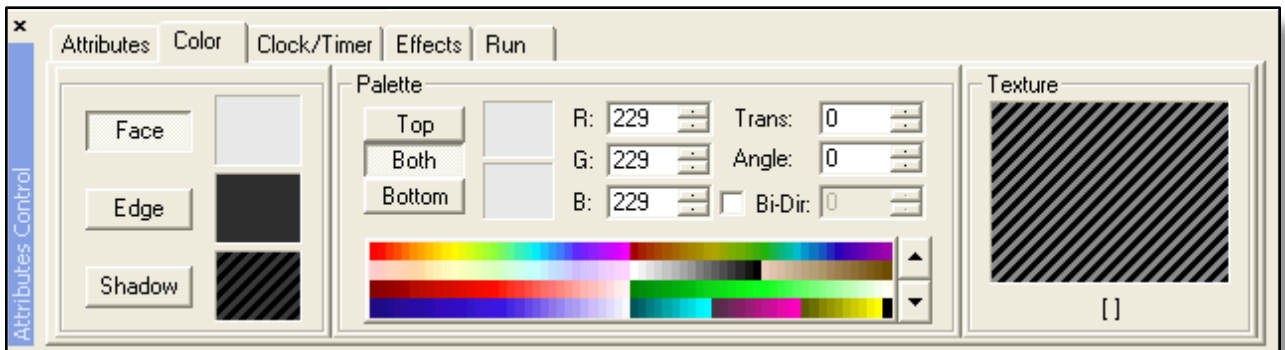 ×
Attributes Control
Attributes Color Clock/Timer Effects Run
Face
Edge
Shadow
Palette
Top
Both
Bottom
R: 229 Trans: 0
G: 229 Angle: 0
B: 229 Bi-Dir: 0
Texture
[ ]